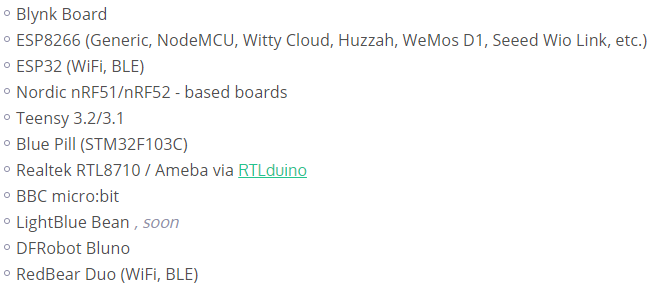 Blynk Board
ESP8266 (Generic, NodeMCU, Witty Cloud, Huzzah, WeMos D1, Seeed Wio Link, etc.)
ESP32 (WiFi, BLE)
Nordic nRF51/nRF52 - based boards
Teensy 3.2/3.1
Blue Pill (STM32F103C)
Realtek RTL8710 / Ameba via RTLduino
BBC micro:bit
LightBlue Bean , soon
DFRobot Bluno
RedBear Duo (WiFi, BLE)